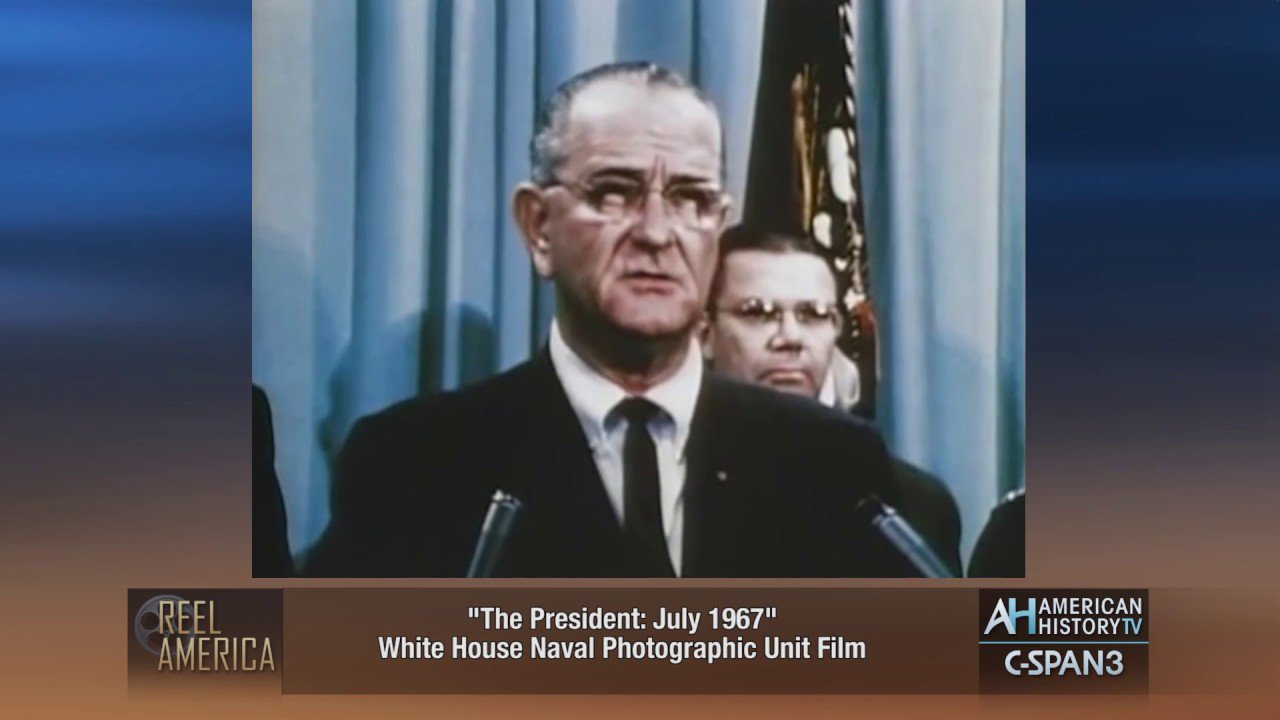 REEL
AMERICA
"The President: July 1967"
White House Naval Photographic Unit Film
AH AMERICAN
HISTORY TV
C-SPAN3